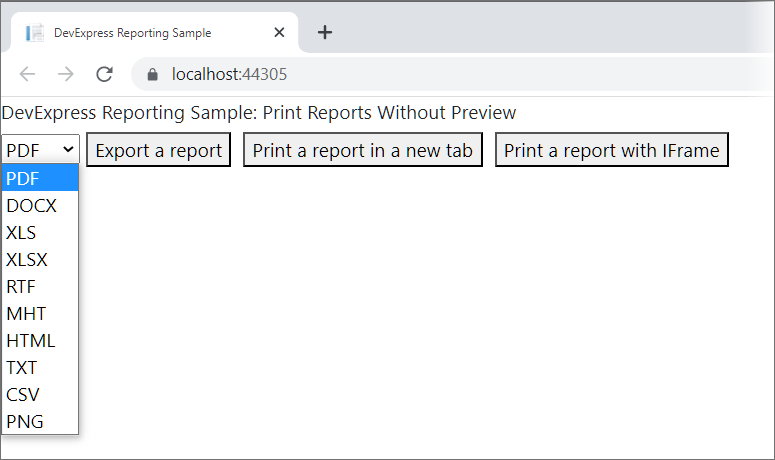 DevExpress Reporting Sample
localhost:44305
DevExpress Reporting Sample: Print Reports Without Preview
PDF Export a report Print a report in a new tab Print a report with IFrame
PDF
DOCX
XLS
XLSX
RTF
MHT
HTML
TXT
CSV
PNG